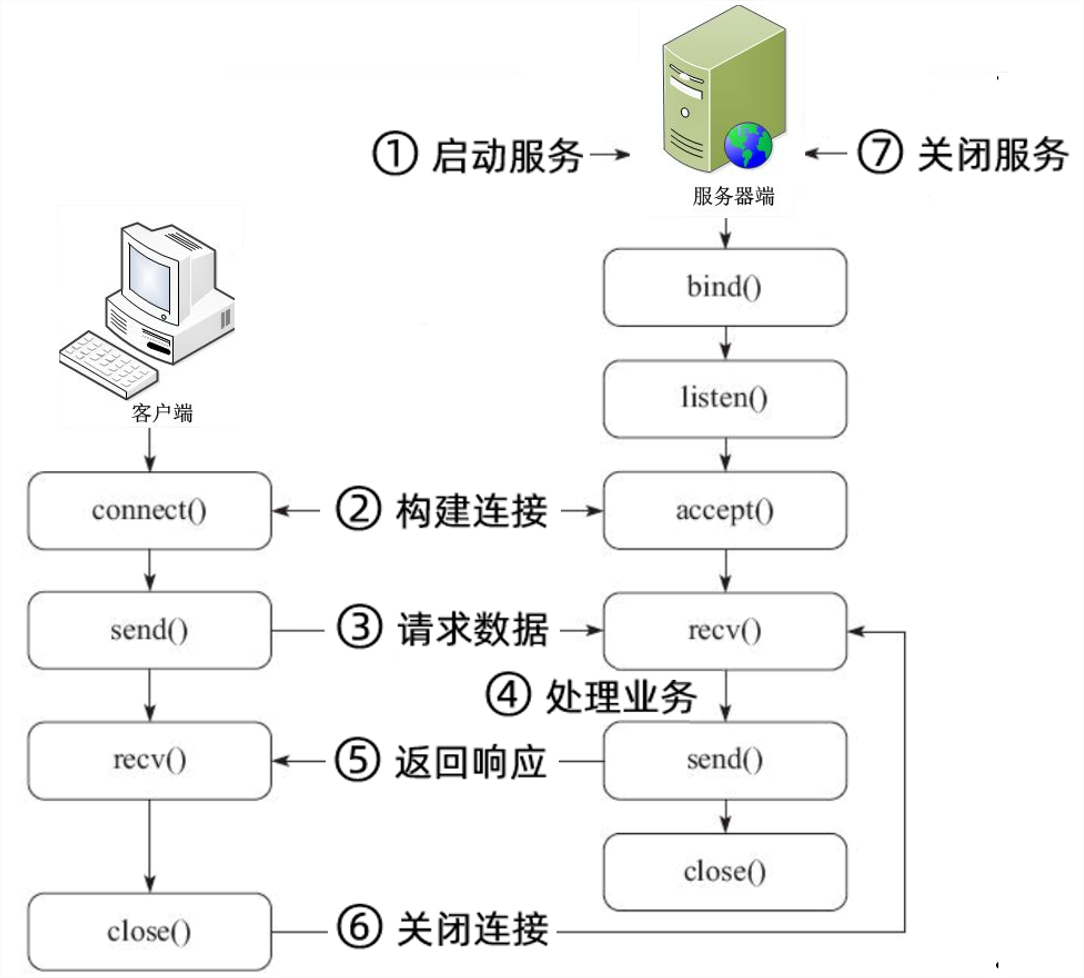 ① 启动服务
⑦ 关闭服务
服务器端
bind()
listen()
客户端
connect()
② 构建连接
accept()
send()
③ 请求数据
recv()
④ 处理业务
recv()
⑤ 返回响应
send()
close()
close()
⑥ 关闭连接